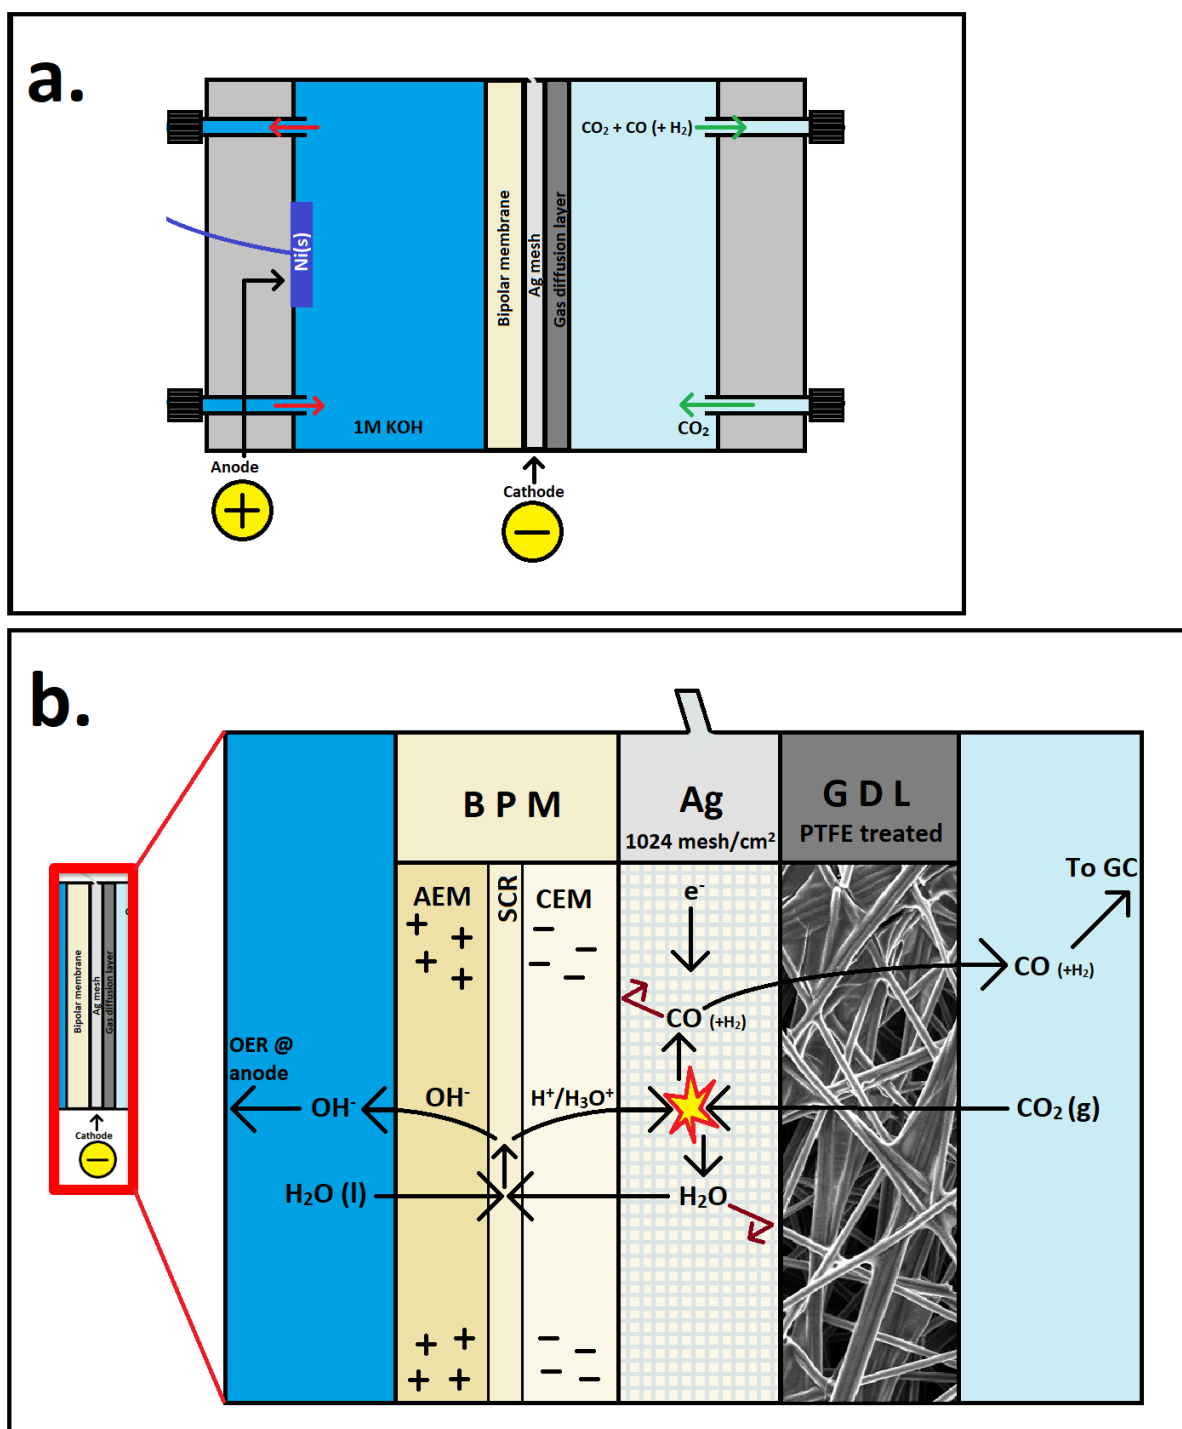 a.
CO₂ + CO (+ H₂)
Ni(s)
Bipolar membrane
Ag mesh
Gas diffusion layer
1M KOH
CO₂
Anode
+
Cathode
−
b.
B P M
Ag
1024 mesh/cm²
G D L
PTFE treated
AEM
SCR
CEM
e⁻
To GC
CO (+H₂)
CO (+H₂)
OER @
anode
OH⁻
OH⁻
H⁺/H₃O⁺
CO₂ (g)
H₂O (l)
H₂O
Bipolar membrane
Ag mesh
Gas diffusion layer
Cathode
−